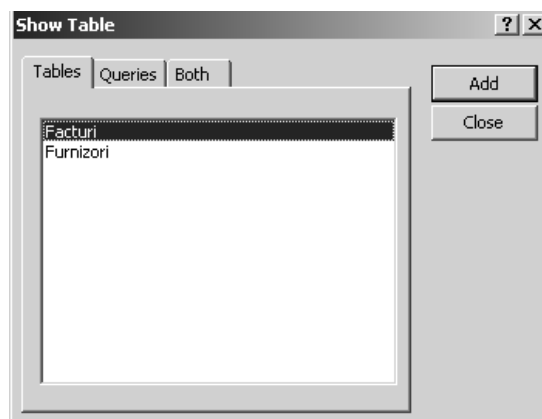 Show Table ? ×
Tables Queries Both
Add
Facturi
Close
Furnizori